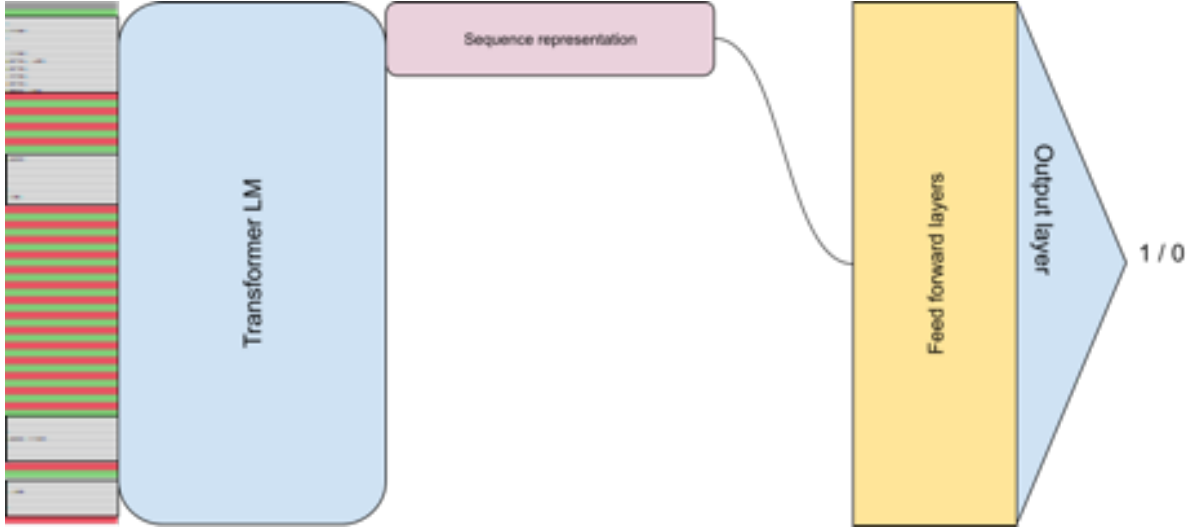 Sequence representation
Transformer LM
Feed forward layers
Output layer
1 / 0